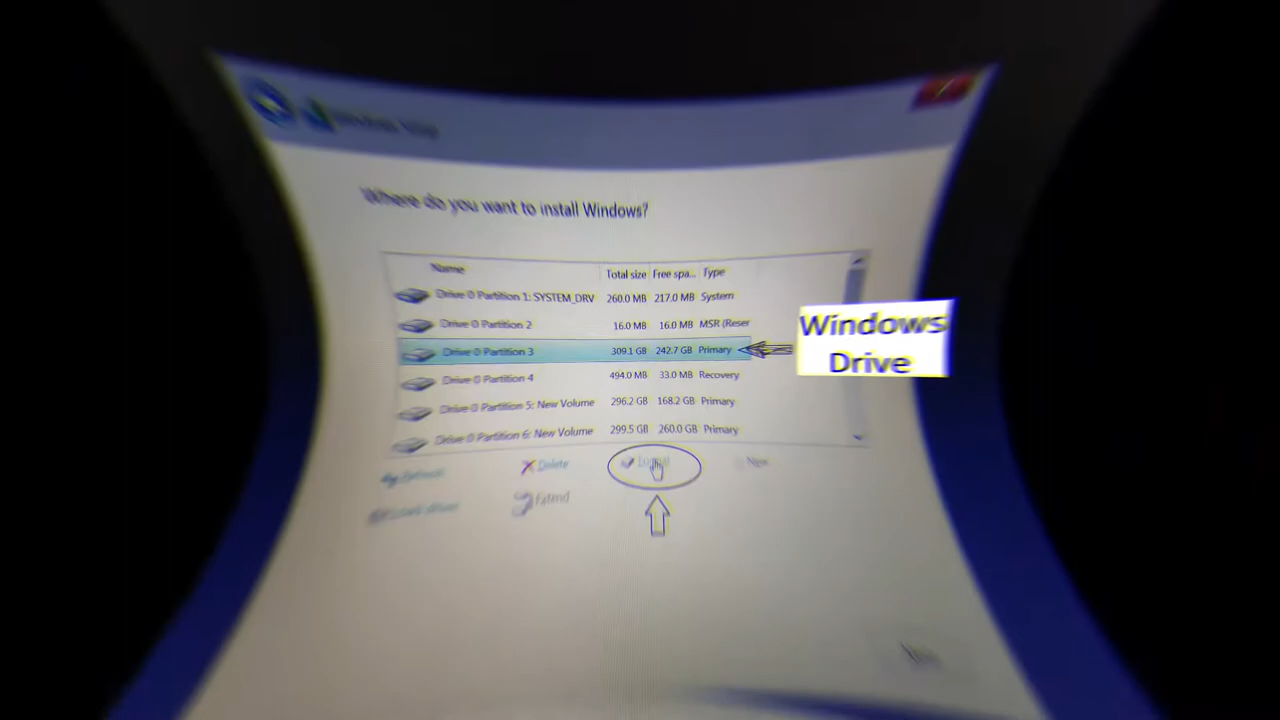 Where do you want to install Windows?
Name Total size Free spa... Type
Drive 0 Partition 1: SYSTEM_DRV 260.0 MB 217.0 MB System
Drive 0 Partition 2 16.0 MB 16.0 MB MSR (Reser
Drive 0 Partition 3 309.1 GB 242.7 GB Primary
Drive 0 Partition 4 494.0 MB 33.0 MB Recovery
Drive 0 Partition 5: New Volume 296.2 GB 168.2 GB Primary
Drive 0 Partition 6: New Volume 299.5 GB 260.0 GB Primary
Windows
Drive
Refresh Delete Format New
Load driver Extend
Next